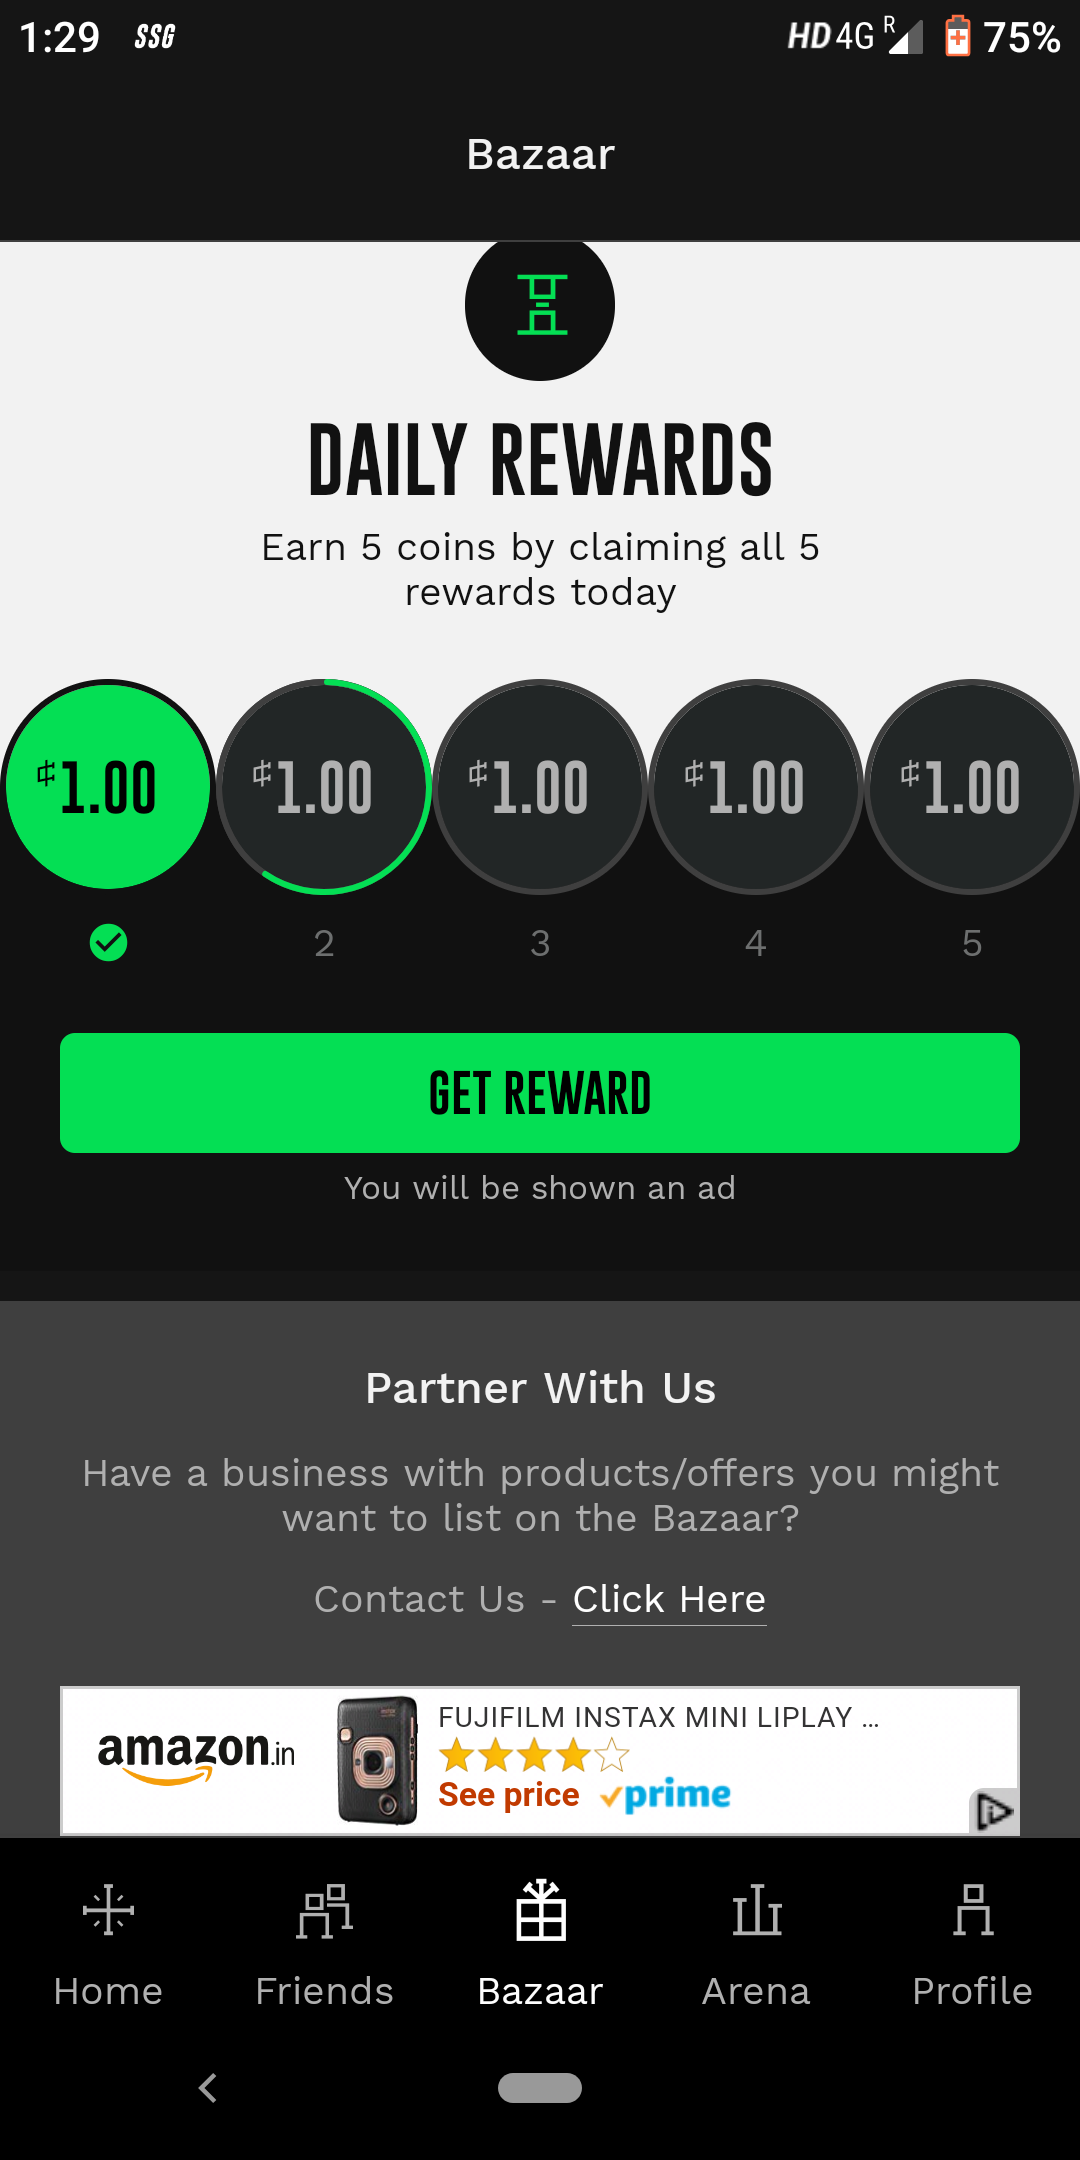 1:29 SSG HD 4G R 75%
Bazaar
DAILY REWARDS
Earn 5 coins by claiming all 5
rewards today
₵1.00 ₵1.00 ₵1.00 ₵1.00 ₵1.00
2 3 4 5
GET REWARD
You will be shown an ad
Partner With Us
Have a business with products/offers you might
want to list on the Bazaar?
Contact Us - Click Here
amazon.in
FUJIFILM INSTAX MINI LIPLAY ...
See price prime
Home Friends Bazaar Arena Profile